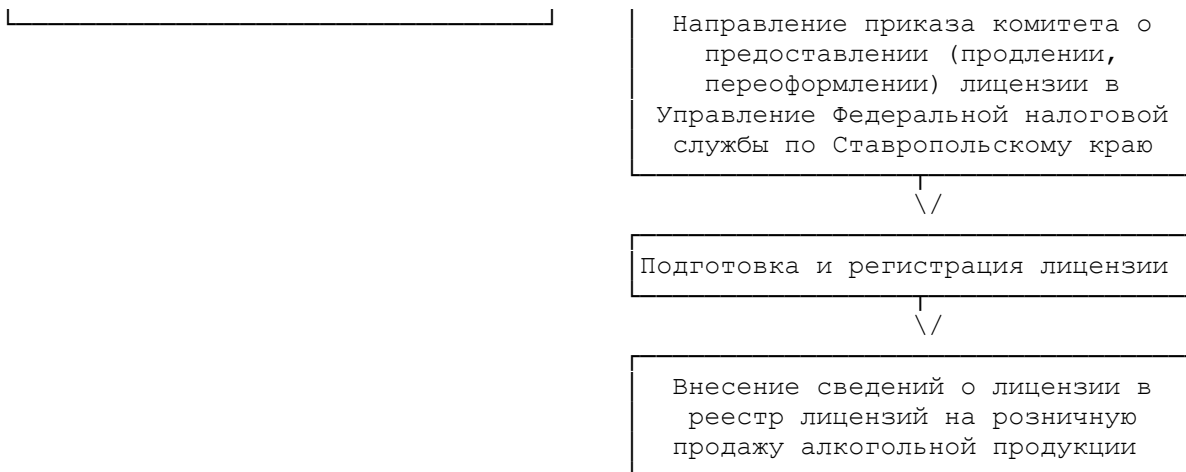 Направление приказа комитета о
предоставлении (продлении,
переоформлении) лицензии в
Управление Федеральной налоговой
службы по Ставропольскому краю
\/
Подготовка и регистрация лицензии
\/
Внесение сведений о лицензии в
реестр лицензий на розничную
продажу алкогольной продукции